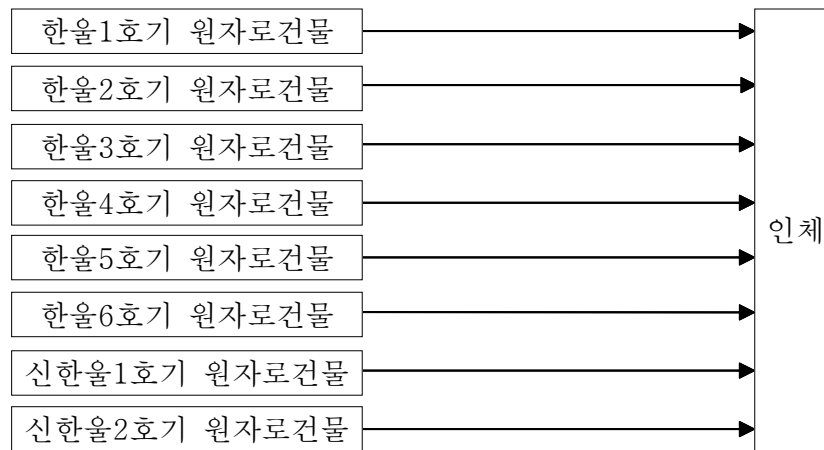 한울1호기 원자로건물
한울2호기 원자로건물
한울3호기 원자로건물
한울4호기 원자로건물
한울5호기 원자로건물
한울6호기 원자로건물
신한울1호기 원자로건물
신한울2호기 원자로건물
인체